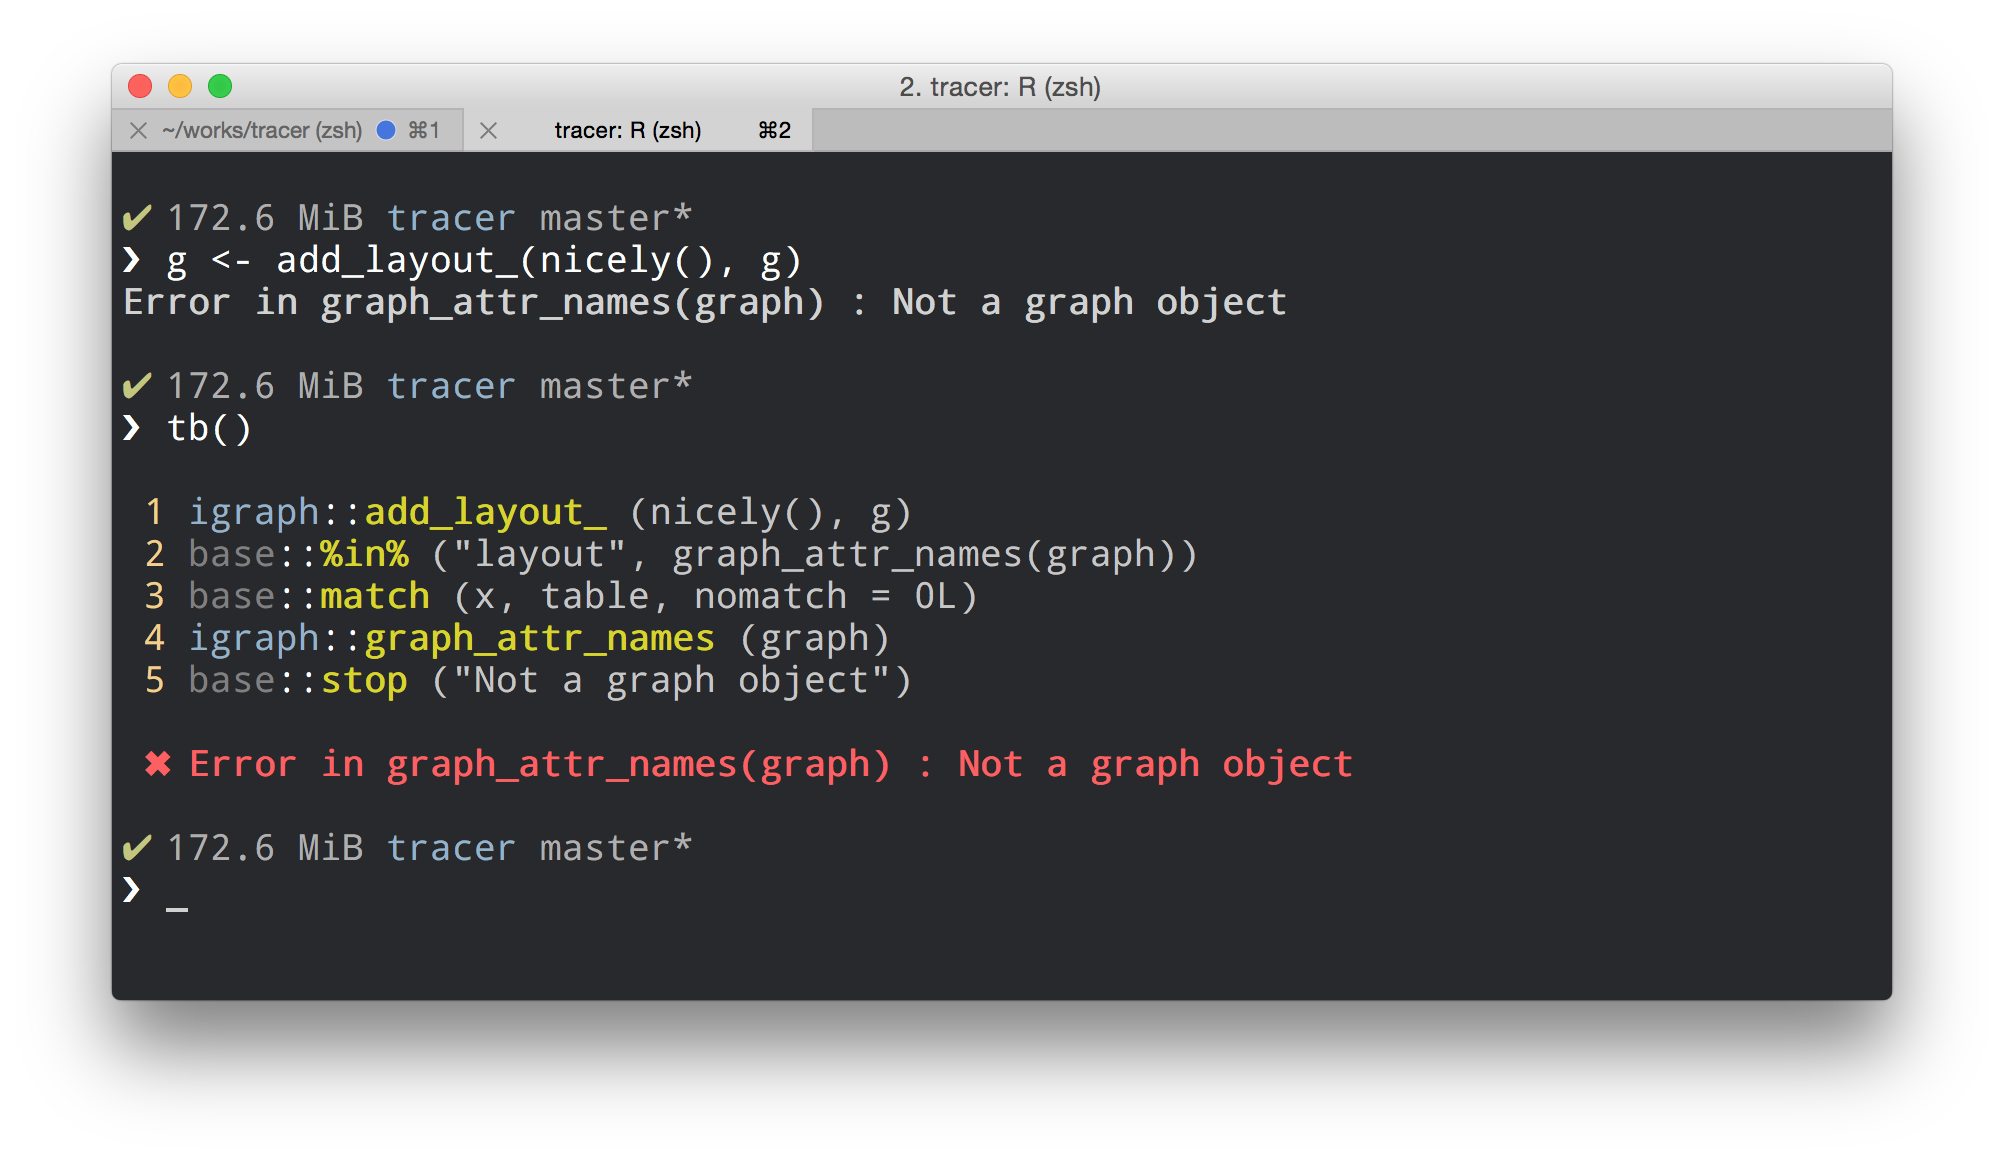 2. tracer: R (zsh)
~/works/tracer (zsh) ⌘1 tracer: R (zsh) ⌘2
✔ 172.6 MiB tracer master*
❯ g <- add_layout_(nicely(), g)
Error in graph_attr_names(graph) : Not a graph object
✔ 172.6 MiB tracer master*
❯ tb()
1 igraph::add_layout_ (nicely(), g)
2 base::%in% ("layout", graph_attr_names(graph))
3 base::match (x, table, nomatch = 0L)
4 igraph::graph_attr_names (graph)
5 base::stop ("Not a graph object")
✖ Error in graph_attr_names(graph) : Not a graph object
✔ 172.6 MiB tracer master*
❯ _